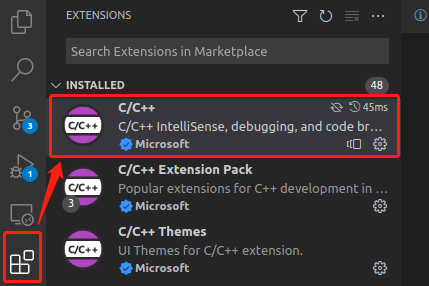 EXTENSIONS
Search Extensions in Marketplace
INSTALLED 48
C/C++ 45ms
C/C++ C/C++ IntelliSense, debugging, and code br...
Microsoft
3
C/C++ Extension Pack
C/C++ Popular extensions for C++ development in ...
3 Microsoft
1
C/C++ Themes
C/C++ UI Themes for C/C++ extension.
Microsoft